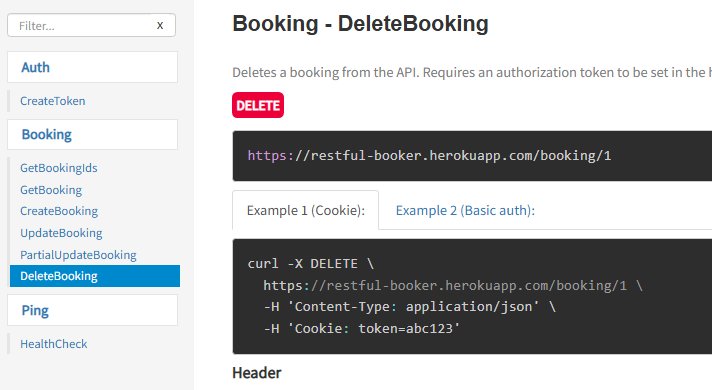 Filter...
X
Auth
CreateToken
Booking
GetBookingIds
GetBooking
CreateBooking
UpdateBooking
PartialUpdateBooking
DeleteBooking
Ping
HealthCheck
Booking - DeleteBooking
Deletes a booking from the API. Requires an authorization token to be set in the
DELETE
https://restful-booker.herokuapp.com/booking/1
Example 1 (Cookie):
Example 2 (Basic auth):
curl -X DELETE \
  https://restful-booker.herokuapp.com/booking/1 \
  -H 'Content-Type: application/json' \
  -H 'Cookie: token=abc123'
Header